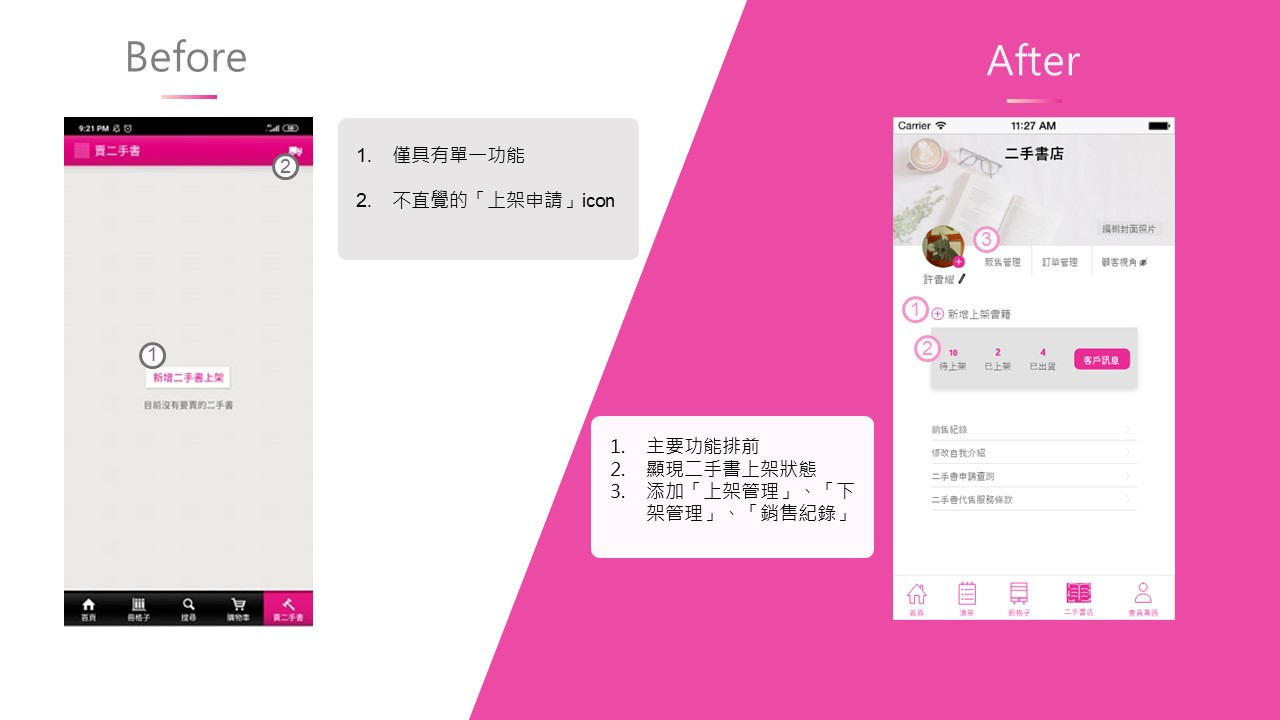 Before
After
9:21 PM
賣二手書
2
1
新增二手書上架
目前沒有要賣的二手書
首頁
冊格子
搜尋
購物車
賣二手書
1. 僅具有單一功能
2. 不直覺的「上架申請」icon
1. 主要功能排前
2. 顯現二手書上架狀態
3. 添加「上架管理」、「下
架管理」、「銷售紀錄」
Carrier
11:27 AM
二手書店
編輯封面照片
3
販售管理
訂單管理
顧客視角
許書耀
1
新增上架書籍
2
10
2
4
待上架
已上架
已出貨
客戶訊息
銷售紀錄
修改自我介紹
二手書申請查詢
二手書代售服務條款
首頁
清單
冊格子
二手書店
會員專區